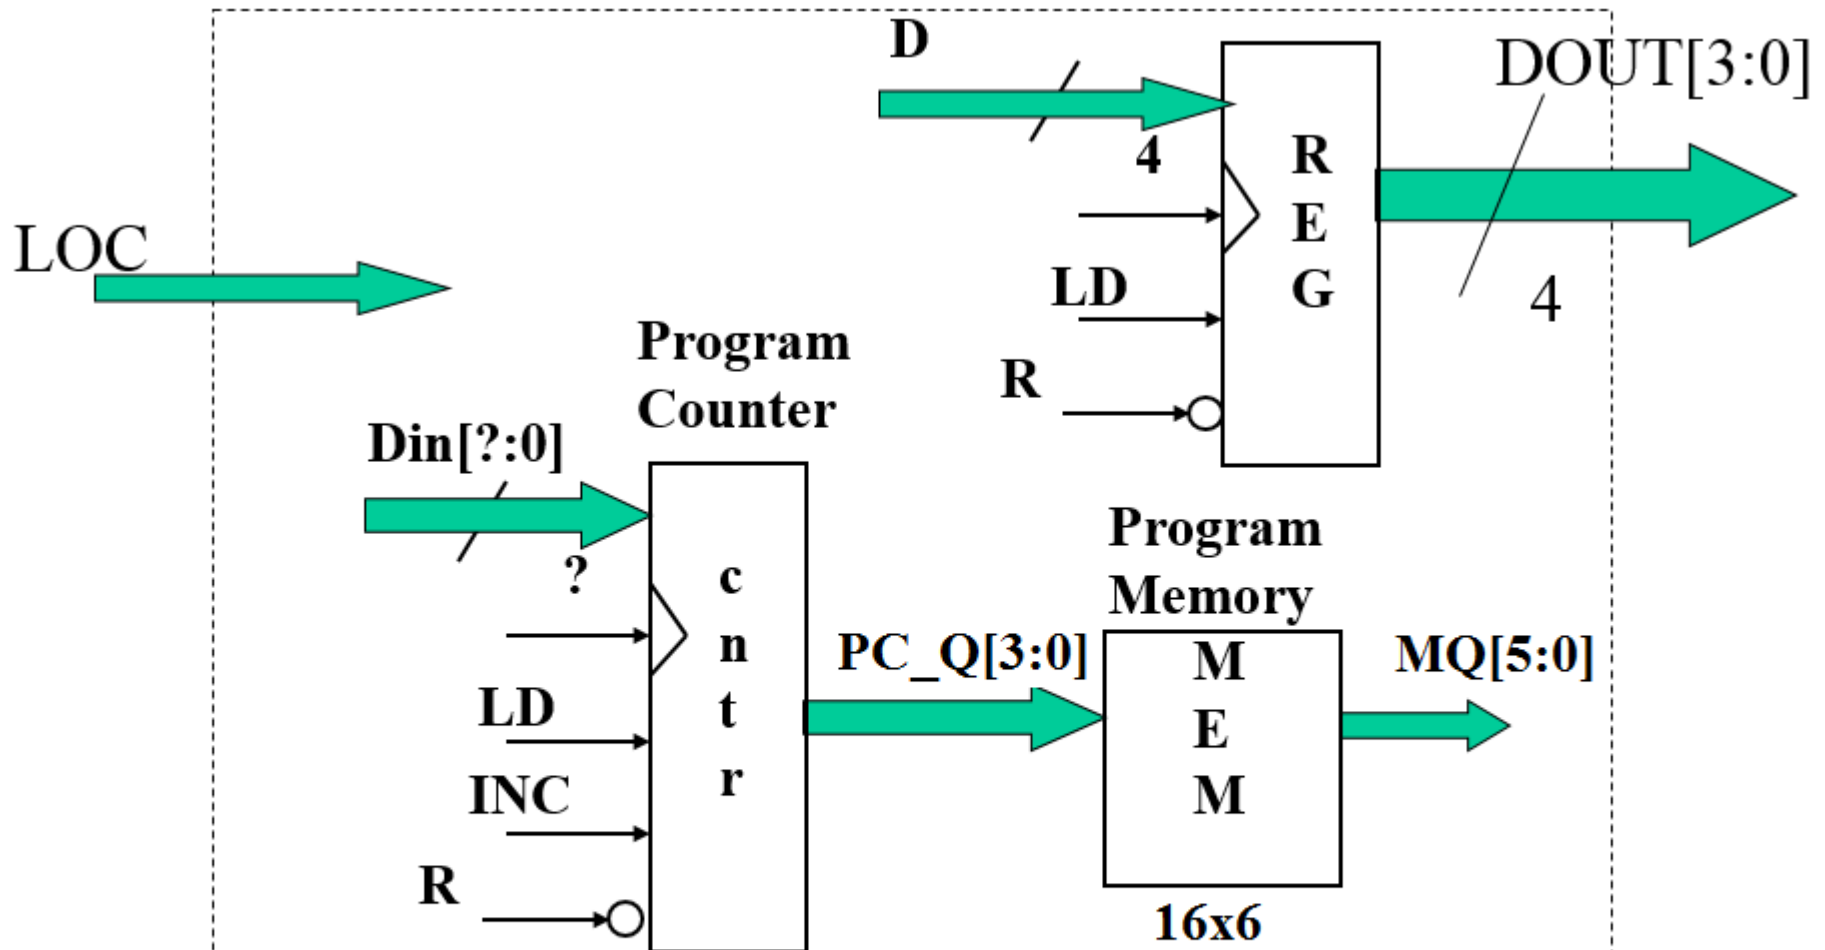 D
DOUT[3:0]
4
R
E
G
LOC
LD
4
R
Program
Counter
Din[?:0]
?
c
n
t
r
LD
INC
R
PC_Q[3:0]
Program
Memory
M
E
M
MQ[5:0]
16x6